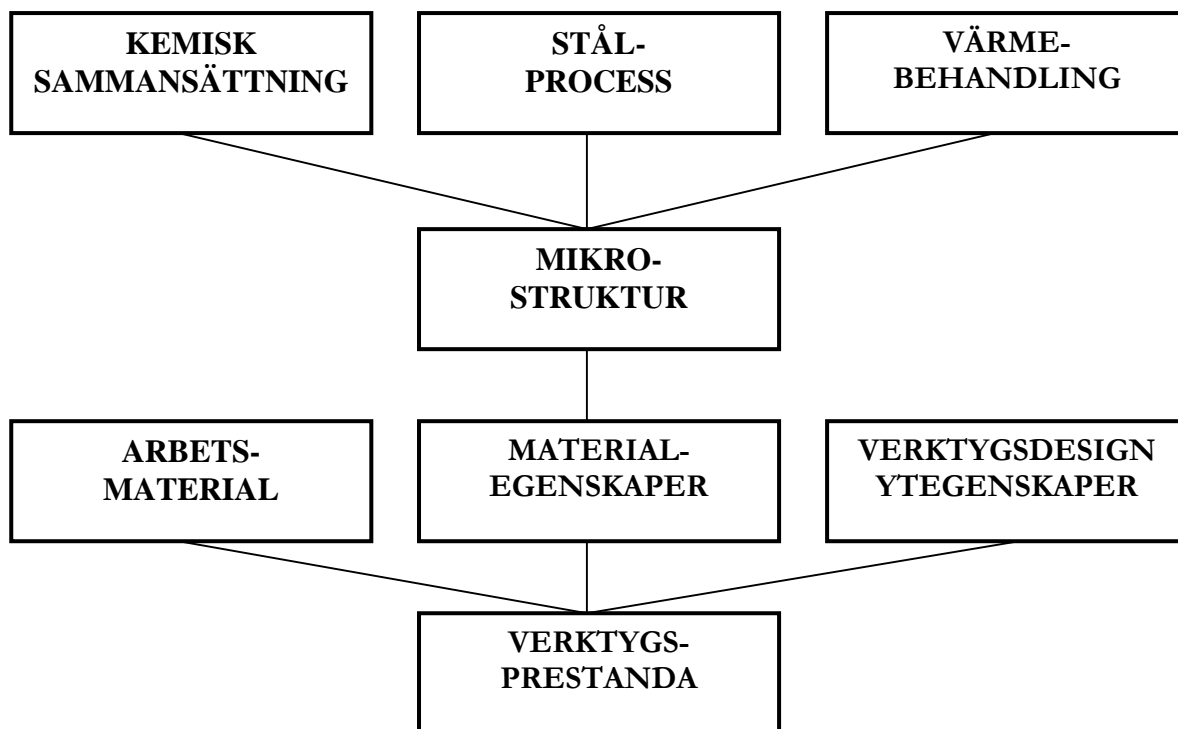 KEMISK
SAMMANSÄTTNING
STÅL-
PROCESS
VÄRME-
BEHANDLING
MIKRO-
STRUKTUR
ARBETS-
MATERIAL
MATERIAL-
EGENSKAPER
VERKTYGSDESIGN
YTEGENSKAPER
VERKTYGS-
PRESTANDA